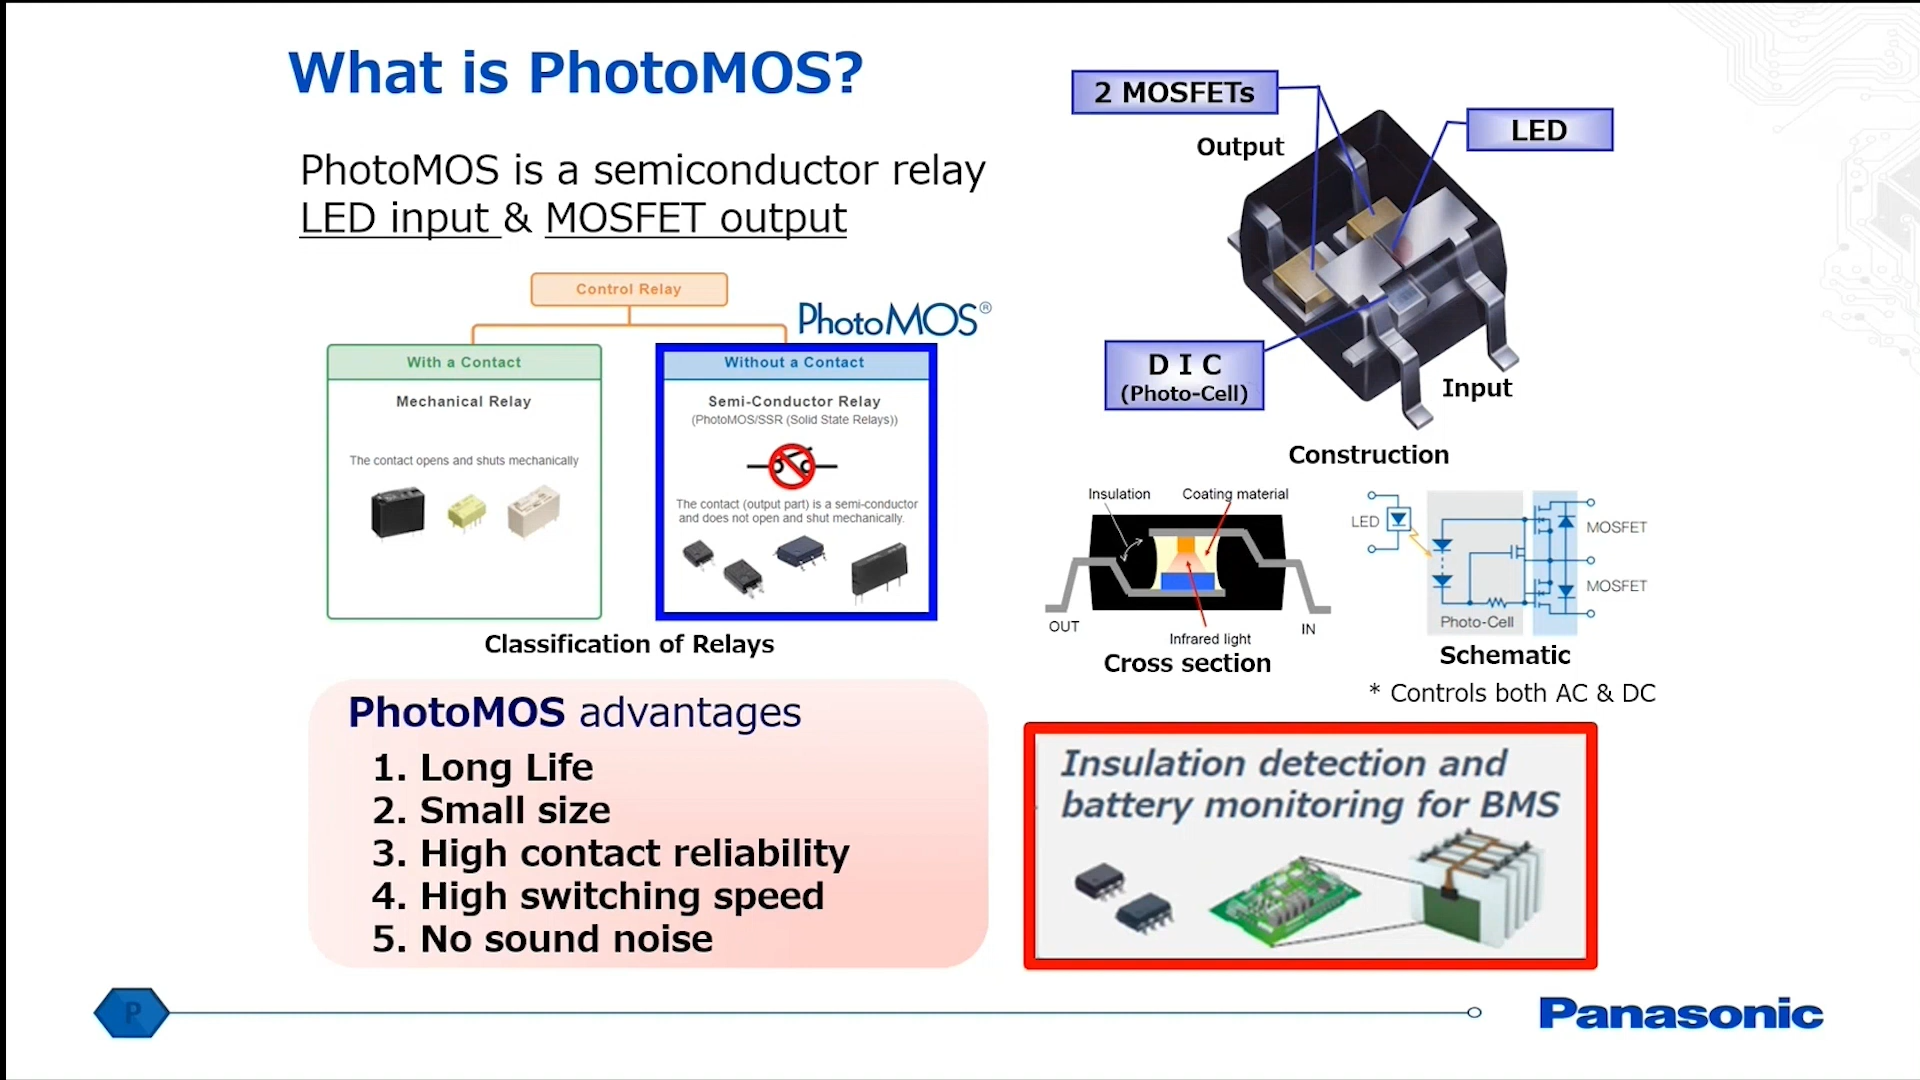 What is PhotoMOS?
PhotoMOS is a semiconductor relay
LED input & MOSFET output
Control Relay
PhotoMOS®
With a Contact
Mechanical Relay
The contact opens and shuts mechanically
Without a Contact
Semi-Conductor Relay
(PhotoMOS/SSR (Solid State Relays))
The contact (output part) is a semi-conductor
and does not open and shut mechanically.
Classification of Relays
PhotoMOS advantages
1. Long Life
2. Small size
3. High contact reliability
4. High switching speed
5. No sound noise
2 MOSFETs
Output
LED
D I C
(Photo-Cell)
Input
Construction
Insulation
Coating material
OUT
IN
Infrared light
Cross section
LED
MOSFET
MOSFET
Photo-Cell
Schematic
* Controls both AC & DC
Insulation detection and
battery monitoring for BMS
P
Panasonic